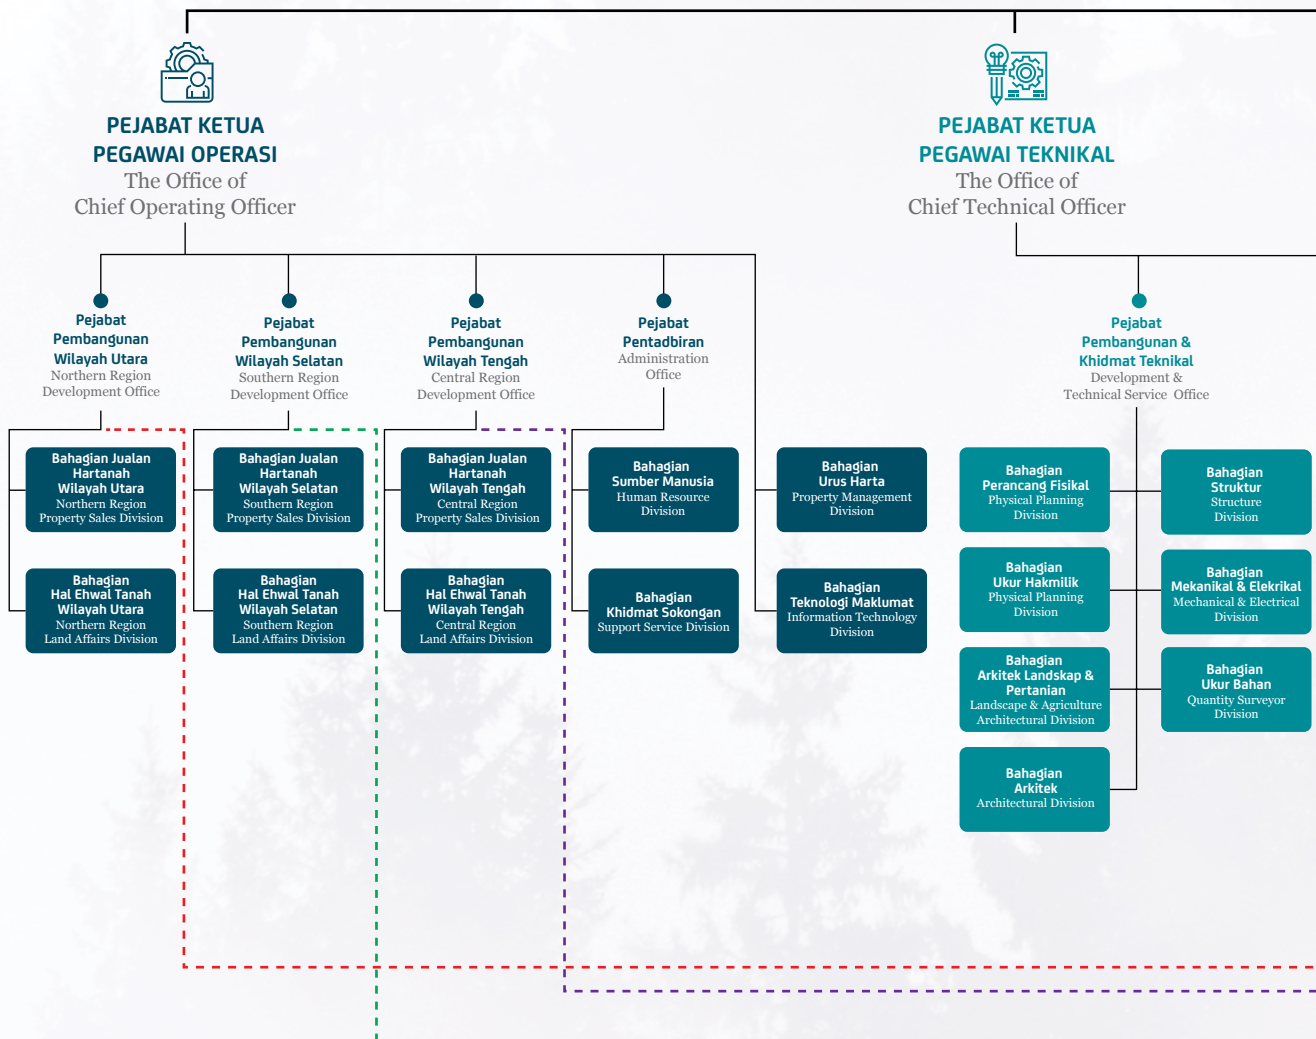 PEJABAT KETUA
PEGAWAI OPERASI
The Office of
Chief Operating Officer
PEJABAT KETUA
PEGAWAI TEKNIKAL
The Office of
Chief Technical Officer
Pejabat
Pembangunan
Wilayah Utara
Northern Region
Development Office
Pejabat
Pembangunan
Wilayah Selatan
Southern Region
Development Office
Pejabat
Pembangunan
Wilayah Tengah
Central Region
Development Office
Pejabat
Pentadbiran
Administration
Office
Pejabat
Pembangunan &
Khidmat Teknikal
Development &
Technical Service Office
Bahagian Jualan
Hartanah
Wilayah Utara
Northern Region
Property Sales Division
Bahagian Jualan
Hartanah
Wilayah Selatan
Southern Region
Property Sales Division
Bahagian Jualan
Hartanah
Wilayah Tengah
Central Region
Property Sales Division
Bahagian
Sumber Manusia
Human Resource
Division
Bahagian
Urus Harta
Property Management
Division
Bahagian
Perancang Fisikal
Physical Planning
Division
Bahagian
Struktur
Structure
Division
Bahagian
Hal Ehwal Tanah
Wilayah Utara
Northern Region
Land Affairs Division
Bahagian
Hal Ehwal Tanah
Wilayah Selatan
Southern Region
Land Affairs Division
Bahagian
Hal Ehwal Tanah
Wilayah Tengah
Central Region
Land Affairs Division
Bahagian
Khidmat Sokongan
Support Service Division
Bahagian
Teknologi Maklumat
Information Technology
Division
Bahagian
Ukur Hakmilik
Physical Planning
Division
Bahagian
Mekanikal & Elekrikal
Mechanical & Electrical
Division
Bahagian
Arkitek Landskap &
Pertanian
Landscape & Agriculture
Architectural Division
Bahagian
Ukur Bahan
Quantity Surveyor
Division
Bahagian
Arkitek
Architectural Division